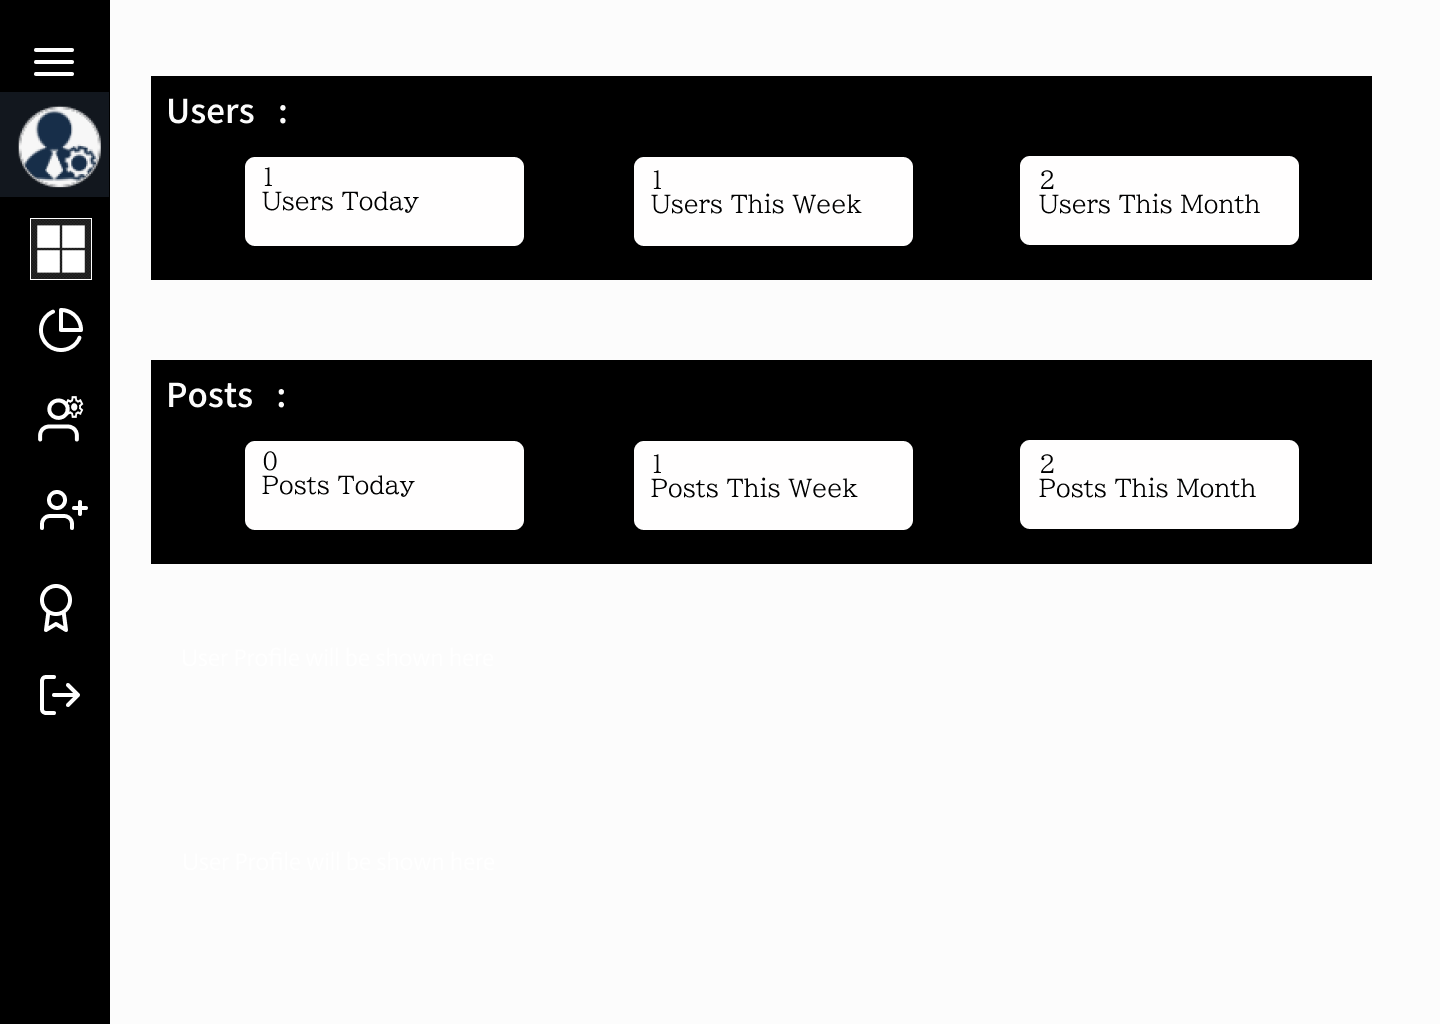 Users :
1
Users Today
1
Users This Week
2
Users This Month
Posts :
0
Posts Today
1
Posts This Week
2
Posts This Month
User Profile will be shown here
User Profile will be shown here